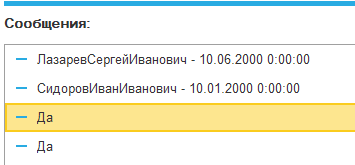 Сообщения:
ЛазаревСергейИванович - 10.06.2000 0:00:00
СидоровИванИванович - 10.01.2000 0:00:00
Да
Да